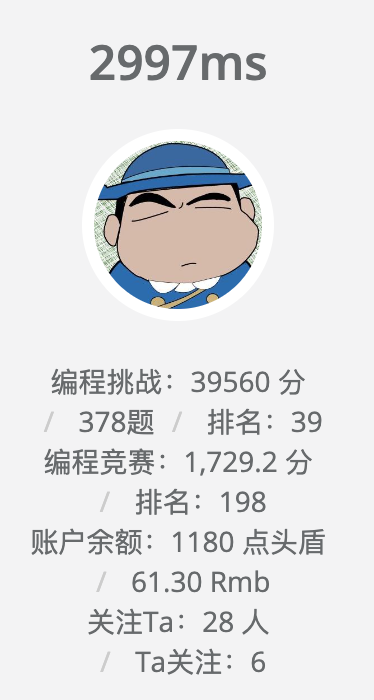 2997ms
编程挑战：39560 分
/ 378题 / 排名：39
编程竞赛：1,729.2 分
/ 排名：198
账户余额：1180 点头盾
/ 61.30 Rmb
关注Ta：28 人
/ Ta关注：6